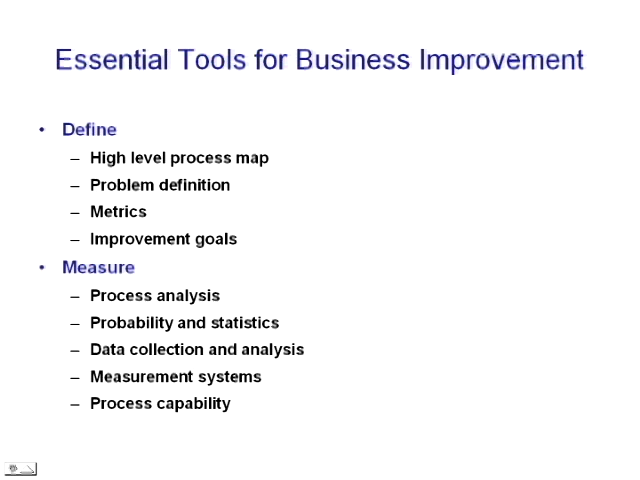 Essential Tools for Business Improvement
• Define
– High level process map
– Problem definition
– Metrics
– Improvement goals
• Measure
– Process analysis
– Probability and statistics
– Data collection and analysis
– Measurement systems
– Process capability